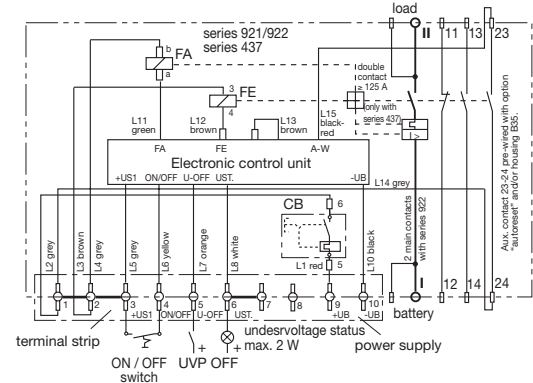 load
series 921/922
series 437
II
11
13
23
b
FA
a
double
contact
≥ 125 A
(only with
series 437)
3
FE
4
L11
green
L12
brown
L13
brown
L15
black-
red
I >
FA
FE
A-W
Electronic control unit
+US1
ON/OFF
U-OFF
UST.
-UB
L14 grey
Aux. contact 23-24 pre-wired with option
"autoreset" and/or housing B35.
2 main contacts
with series 922
CB
6
L1 red
5
L2 grey
L3 brown
L4 grey
L5 grey
L6 yellow
L7 orange
L8 white
L10 black
I
12
14
24
battery
1
2
3
4
5
6
7
8
9
10
+US1
ON/OFF
U-OFF
UST.
+UB
-UB
terminal strip
undesrvoltage status
max. 2 W
power supply
+
+
ON / OFF
switch
UVP OFF